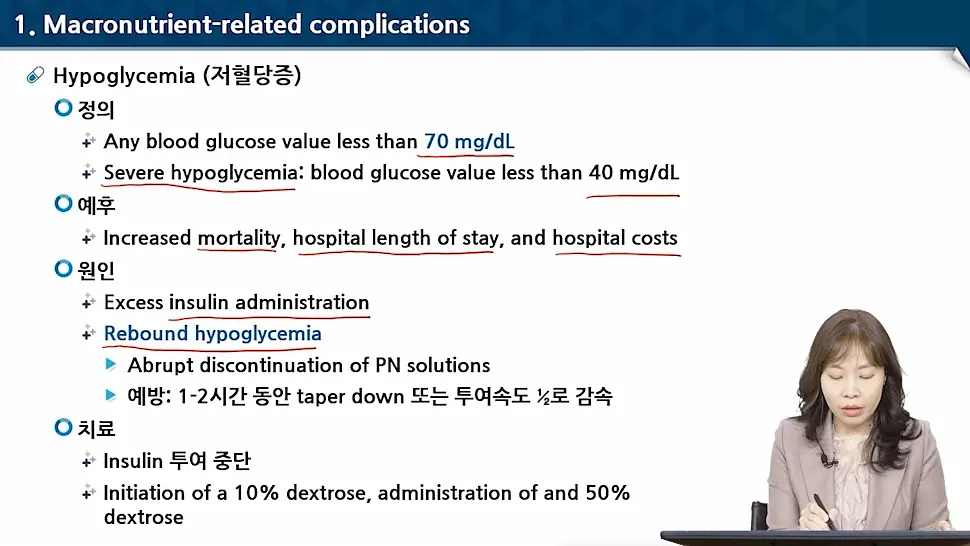 1. Macronutrient-related complications
Hypoglycemia (저혈당증)
정의
Any blood glucose value less than 70 mg/dL
Severe hypoglycemia: blood glucose value less than 40 mg/dL
예후
Increased mortality, hospital length of stay, and hospital costs
원인
Excess insulin administration
Rebound hypoglycemia
Abrupt discontinuation of PN solutions
예방: 1-2시간 동안 taper down 또는 투여속도 ½로 감속
치료
Insulin 투여 중단
Initiation of a 10% dextrose, administration of and 50%
dextrose